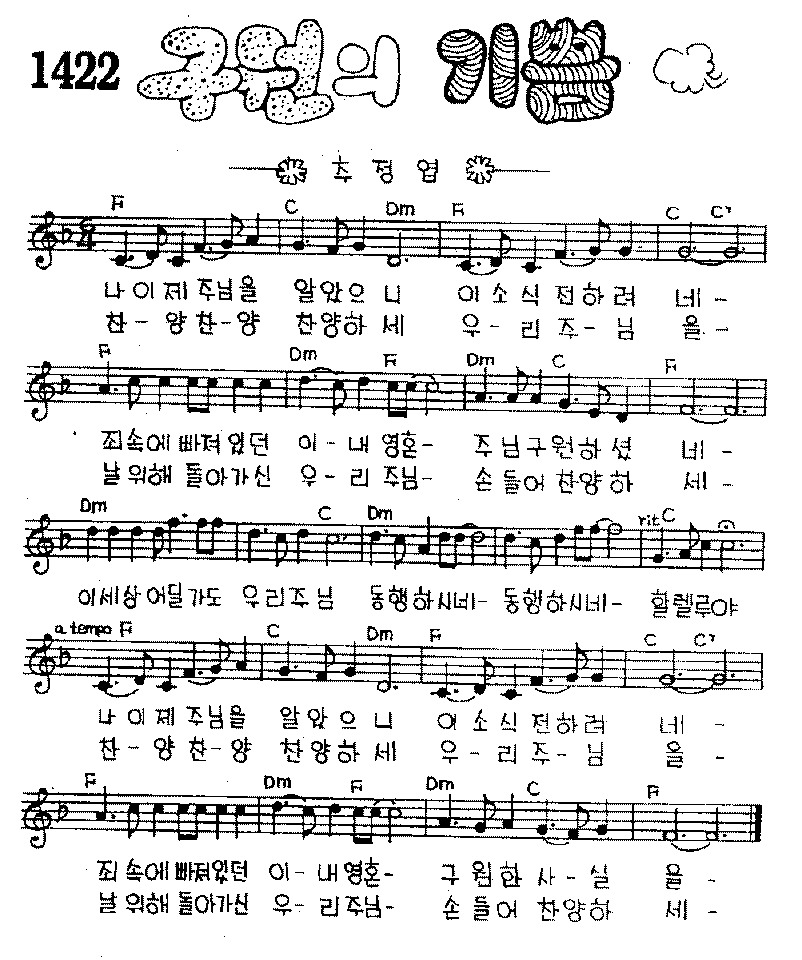 1422 구원의 기쁨
추정엽
F C Dm F C C7
나 이제 주님을 알았으니 이 소식 전하려 네-
찬-양 찬-양 찬양하세 우-리 주-님 을-
F Dm F Dm C F
죄속에 빠져있던 이-내 영혼- 주님구원하셨 네-
날 위해 돌아가신 우-리 주님- 손 들어 찬양하 세-
Dm C Dm rit C
이세상 어딜가도 우리주님 동행하시네- 동행하시네- 할렐루야
a tempo F C Dm F C C7
나 이제 주님을 알았으니 이 소식 전하려 네-
찬-양 찬-양 찬양하세 우-리 주-님 을-
F Dm F Dm C F
죄속에 빠져있던 이-내 영혼- 구원한 사-실 을-
날 위해 돌아가신 우-리 주님- 손 들어 찬양하 세-